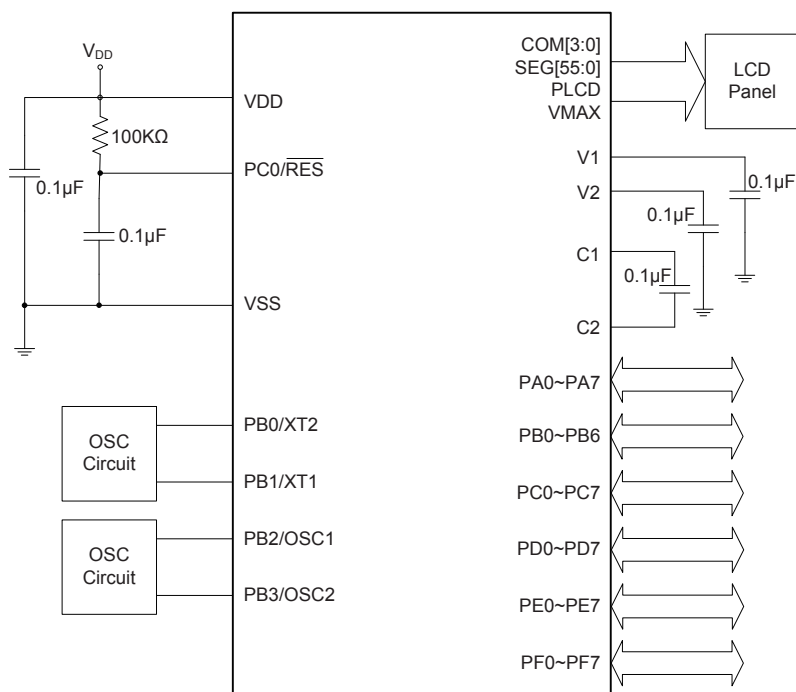 V_DD
VDD
100KΩ
PC0/R̅E̅S̅
0.1µF
0.1µF
VSS
OSC
Circuit
PB0/XT2
PB1/XT1
OSC
Circuit
PB2/OSC1
PB3/OSC2
COM[3:0]
SEG[55:0]
PLCD
VMAX
LCD
Panel
V1
0.1µF
V2
0.1µF
C1
0.1µF
C2
PA0~PA7
PB0~PB6
PC0~PC7
PD0~PD7
PE0~PE7
PF0~PF7